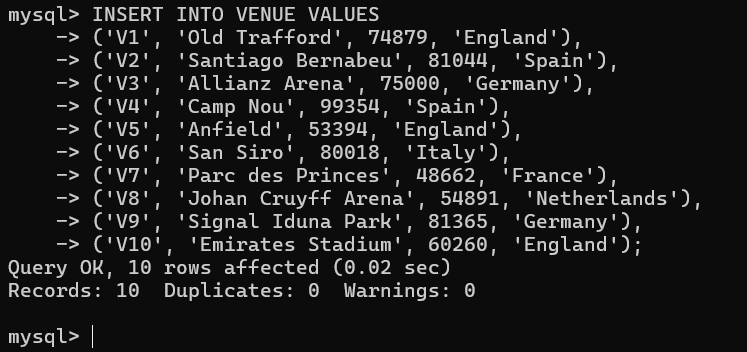 mysql> INSERT INTO VENUE VALUES
    -> ('V1', 'Old Trafford', 74879, 'England'),
    -> ('V2', 'Santiago Bernabeu', 81044, 'Spain'),
    -> ('V3', 'Allianz Arena', 75000, 'Germany'),
    -> ('V4', 'Camp Nou', 99354, 'Spain'),
    -> ('V5', 'Anfield', 53394, 'England'),
    -> ('V6', 'San Siro', 80018, 'Italy'),
    -> ('V7', 'Parc des Princes', 48662, 'France'),
    -> ('V8', 'Johan Cruyff Arena', 54891, 'Netherlands'),
    -> ('V9', 'Signal Iduna Park', 81365, 'Germany'),
    -> ('V10', 'Emirates Stadium', 60260, 'England');
Query OK, 10 rows affected (0.02 sec)
Records: 10  Duplicates: 0  Warnings: 0

mysql>